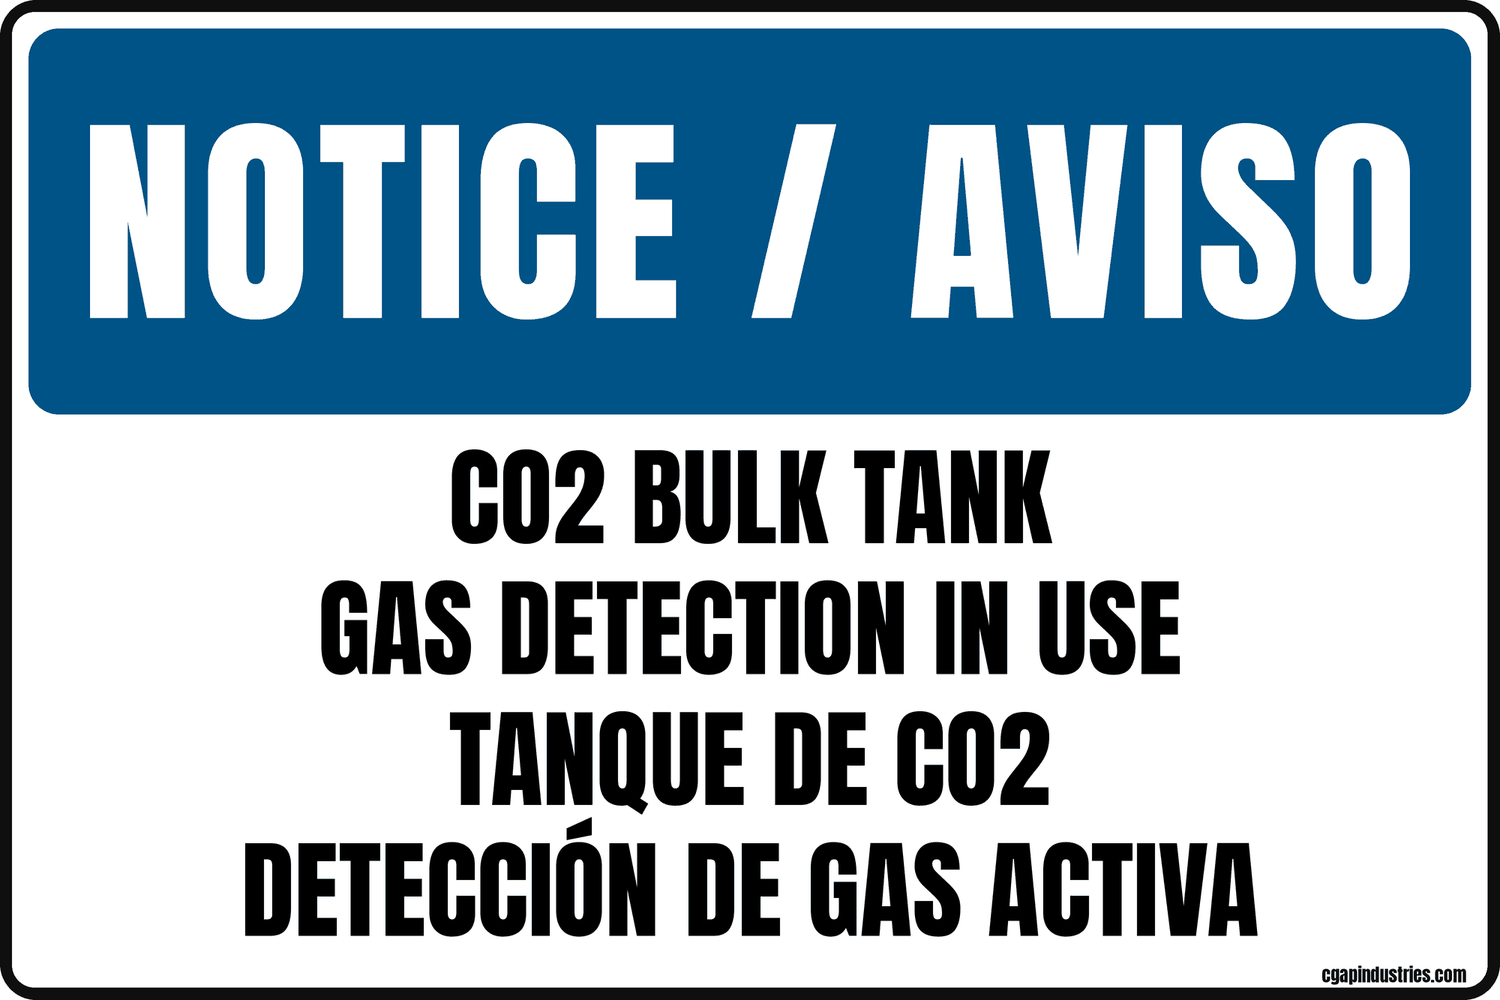 NOTICE / AVISO
CO2 BULK TANK
GAS DETECTION IN USE
TANQUE DE CO2
DETECCIÓN DE GAS ACTIVA
cgapindustries.com